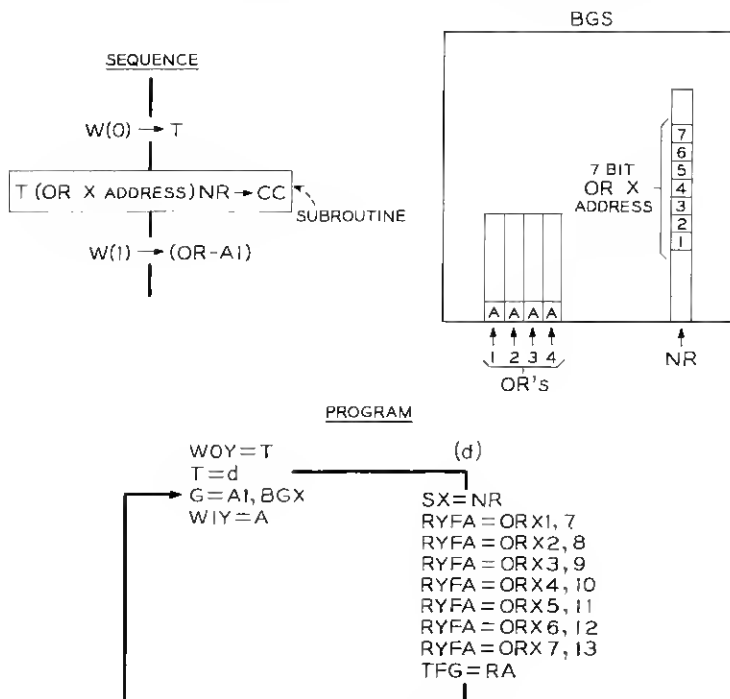 SEQUENCE
W(0) → T
T (OR X ADDRESS) NR → CC
SUBROUTINE
W(1) → (OR-A1)
BGS
7
6
5
4
3
2
1
7 BIT
OR X
ADDRESS
A A A A
1 2 3 4
OR'S
NR
PROGRAM
WOY = T
T = d
G = A1, BGX
W1Y = A
(d)
SX = NR
RYFA = ORX1, 7
RYFA = ORX2, 8
RYFA = ORX3, 9
RYFA = ORX4, 10
RYFA = ORX5, 11
RYFA = ORX6, 12
RYFA = ORX7, 13
TFG = RA